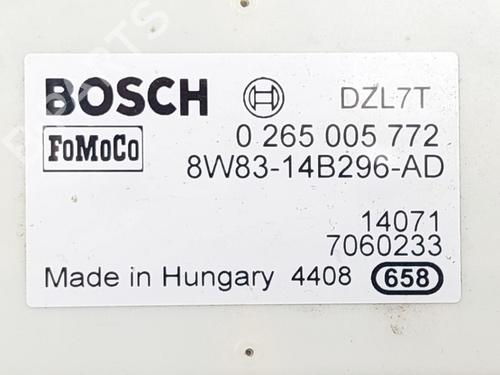 BOSCH DZL7T
FoMoCo 0 265 005 772
8W83-14B296-AD
14071
7060233
Made in Hungary 4408 658